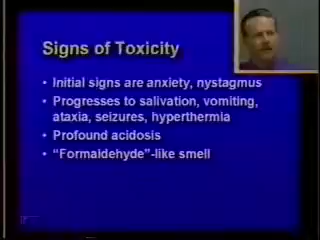 Signs of Toxicity
• Initial signs are anxiety, nystagmus
• Progresses to salivation, vomiting,
ataxia, seizures, hyperthermia
• Profound acidosis
• “Formaldehyde”-like smell